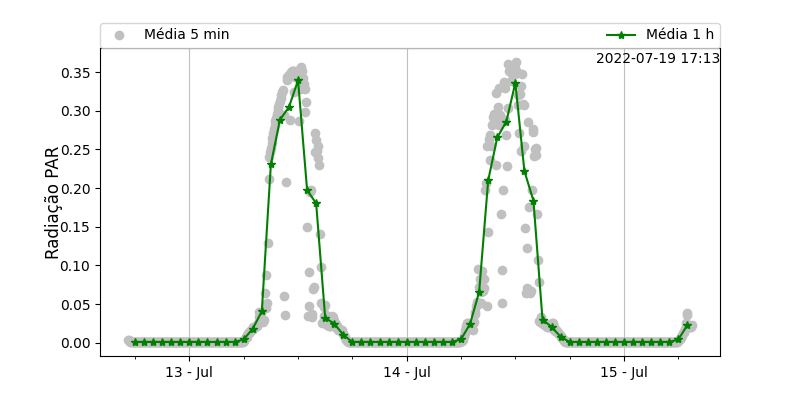 Média 5 min
Média 1 h
2022-07-19 17:13
Radiação PAR
0.35
0.30
0.25
0.20
0.15
0.10
0.05
0.00
13 - Jul
14 - Jul
15 - Jul